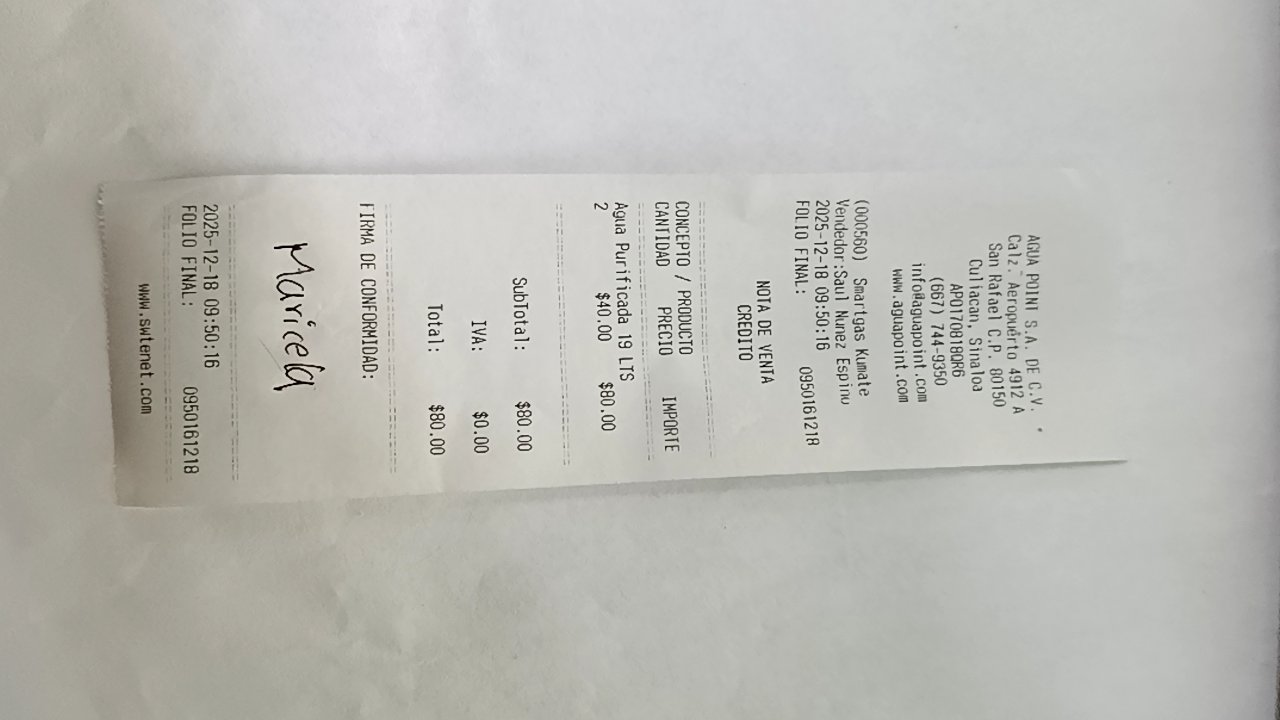 AGUA POINT S.A. DE C.V.
Calz. Aeropuerto 4912 A
San Rafael C.P. 80150
Culiacan, Sinaloa
APO170818QR6
(667) 744-9350
info@aguapoint.com
www.aguapoint.com
(000560) Smartgas Kumate
Vendedor:Saul Nunez Espinu
2025-12-18 09:50:16
FOLIO FINAL: 0950161218
NOTA DE VENTA
CREDITO
CONCEPTO / PRODUCTO
CANTIDAD PRECIO IMPORTE
Agua Purificada 19 LTS
2 $40.00 $80.00
SubTotal: $80.00
IVA: $0.00
Total: $80.00
FIRMA DE CONFORMIDAD:
Maricela
2025-12-18 09:50:16
FOLIO FINAL: 0950161218
www.swtenet.com